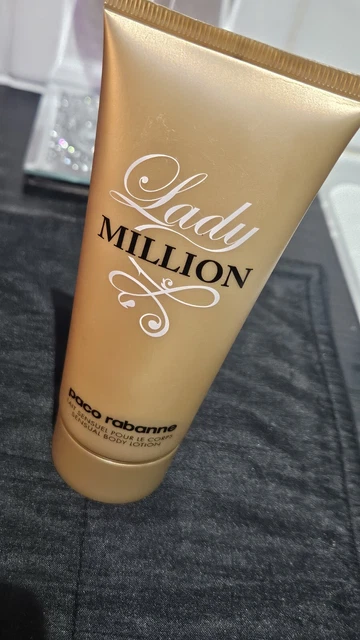 Lady
MILLION
paco rabanne
SENSUEL POUR LE CORPS
SENSUAL BODY LOTION